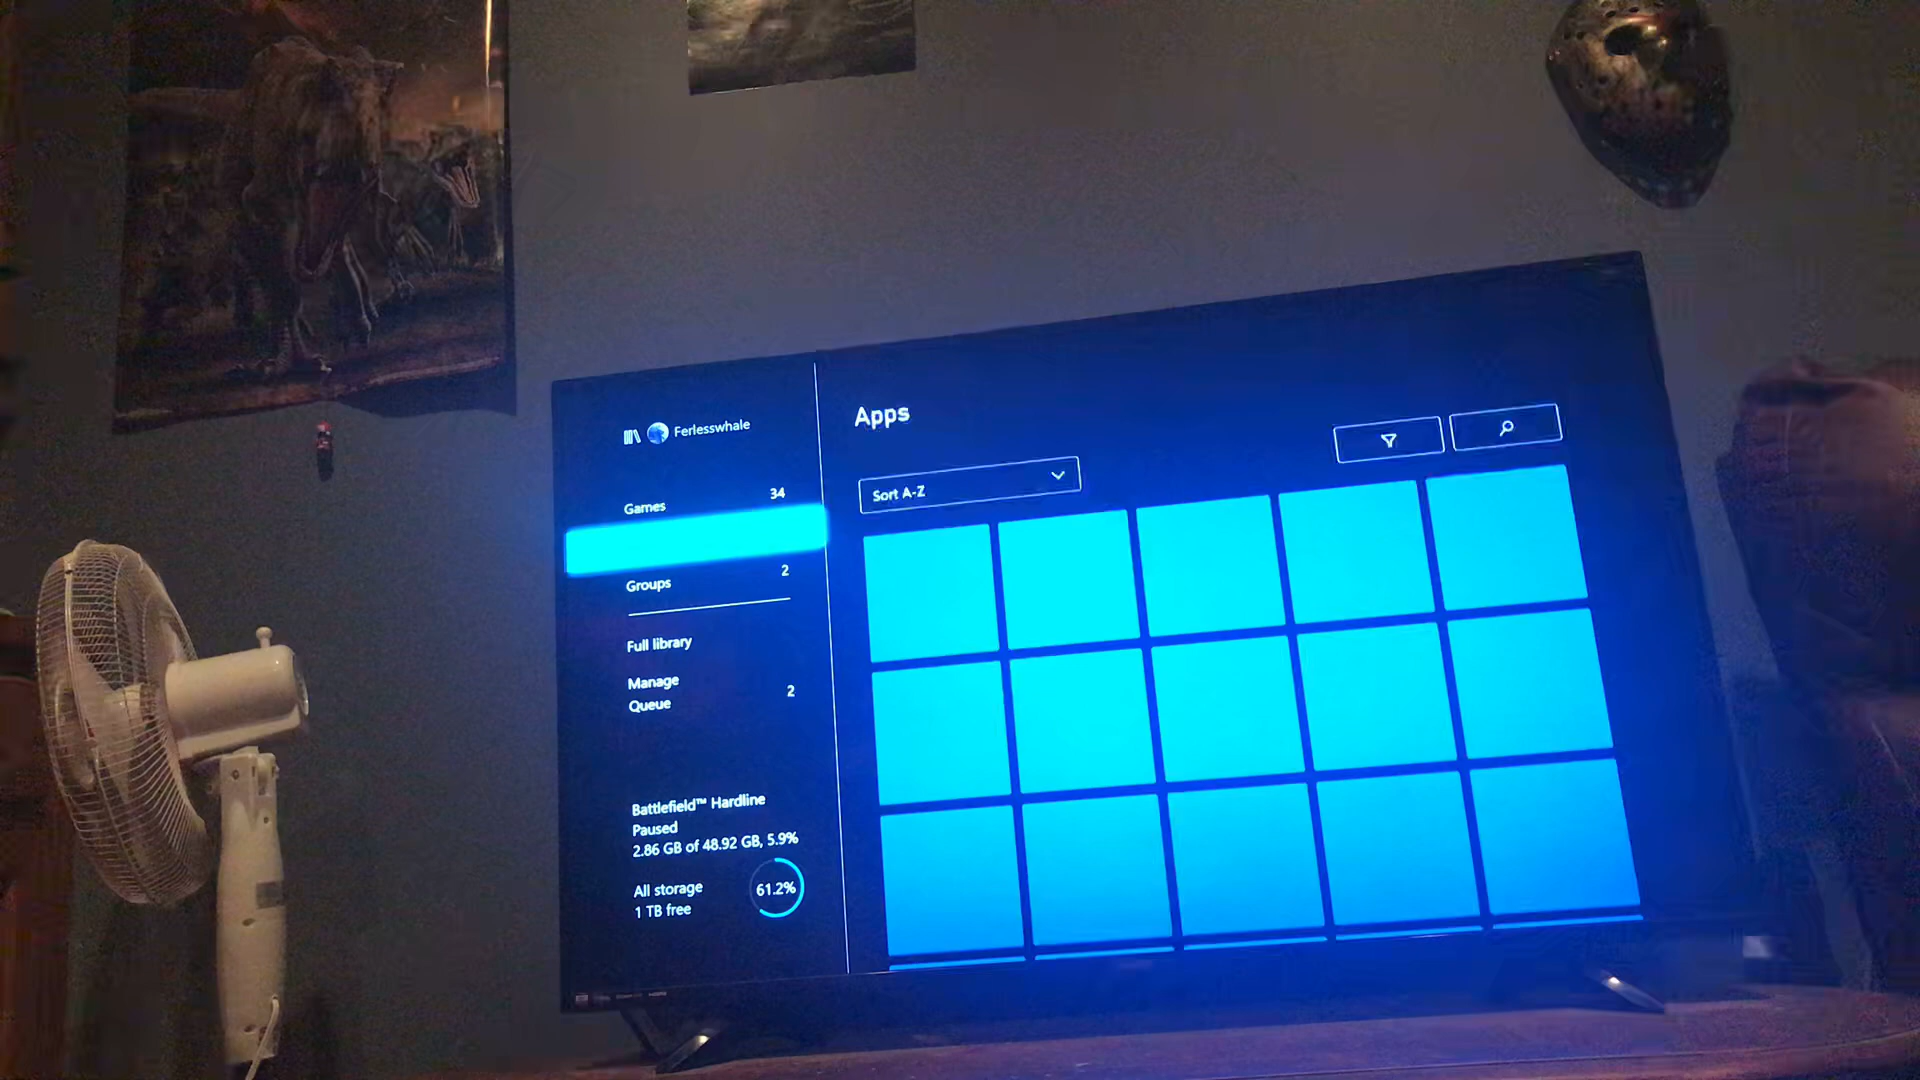 Ferlesswhale
Games 34
Groups 2
Full library
Manage
Queue 2
Battlefield™ Hardline
Paused
2.86 GB of 48.92 GB, 5.9%
All storage
1 TB free
61.2%
Apps
Sort A-Z